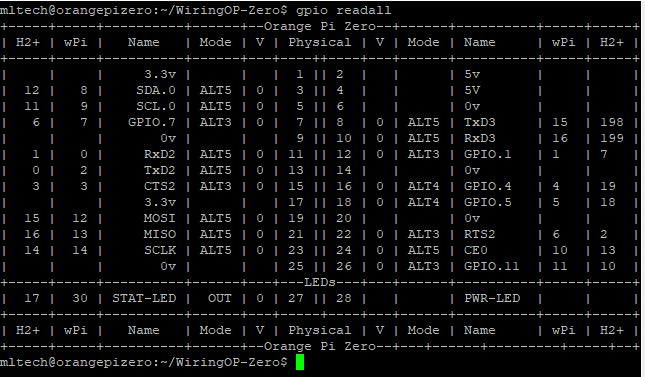 mltech@orangepizero:~/WiringOP-Zero$ gpio readall
+-----+-----+----------+------+--Orange Pi Zero--+---+------+---------+-----+-----+
| H2+ | wPi | Name | Mode | V | Physical | V | Mode | Name | wPi | H2+ |
+-----+-----+----------+------+---+----++----+---+------+----------+-----+-----+
| | | 3.3v | | | 1 || 2 | | | 5v | | |
| 12 | 8 | SDA.0 | ALT5 | 0 | 3 || 4 | | | 5V | | |
| 11 | 9 | SCL.0 | ALT5 | 0 | 5 || 6 | | | 0v | | |
| 6 | 7 | GPIO.7 | ALT3 | 0 | 7 || 8 | 0 | ALT5 | TxD3 | 15 | 198 |
| | | 0v | | | 9 || 10 | 0 | ALT5 | RxD3 | 16 | 199 |
| 1 | 0 | RxD2 | ALT5 | 0 | 11 || 12 | 0 | ALT3 | GPIO.1 | 1 | 7 |
| 0 | 2 | TxD2 | ALT5 | 0 | 13 || 14 | | | 0v | | |
| 3 | 3 | CTS2 | ALT3 | 0 | 15 || 16 | 0 | ALT4 | GPIO.4 | 4 | 19 |
| | | 3.3v | | | 17 || 18 | 0 | ALT4 | GPIO.5 | 5 | 18 |
| 15 | 12 | MOSI | ALT5 | 0 | 19 || 20 | | | 0v | | |
| 16 | 13 | MISO | ALT5 | 0 | 21 || 22 | 0 | ALT3 | RTS2 | 6 | 2 |
| 14 | 14 | SCLK | ALT5 | 0 | 23 || 24 | 0 | ALT5 | CE0 | 10 | 13 |
| | | 0v | | | 25 || 26 | 0 | ALT3 | GPIO.11 | 11 | 10 |
+-----+-----+----------+------+---+---LEDs---+---+------+----------+-----+-----+
| 17 | 30 | STAT-LED | OUT | 0 | 27 || 28 | | | PWR-LED | | |
+-----+-----+----------+------+---+----++----+---+------+----------+-----+-----+
| H2+ | wPi | Name | Mode | V | Physical | V | Mode | Name | wPi | H2+ |
+-----+-----+----------+------+--Orange Pi Zero--+---+------+---------+-----+--+
mltech@orangepizero:~/WiringOP-Zero$